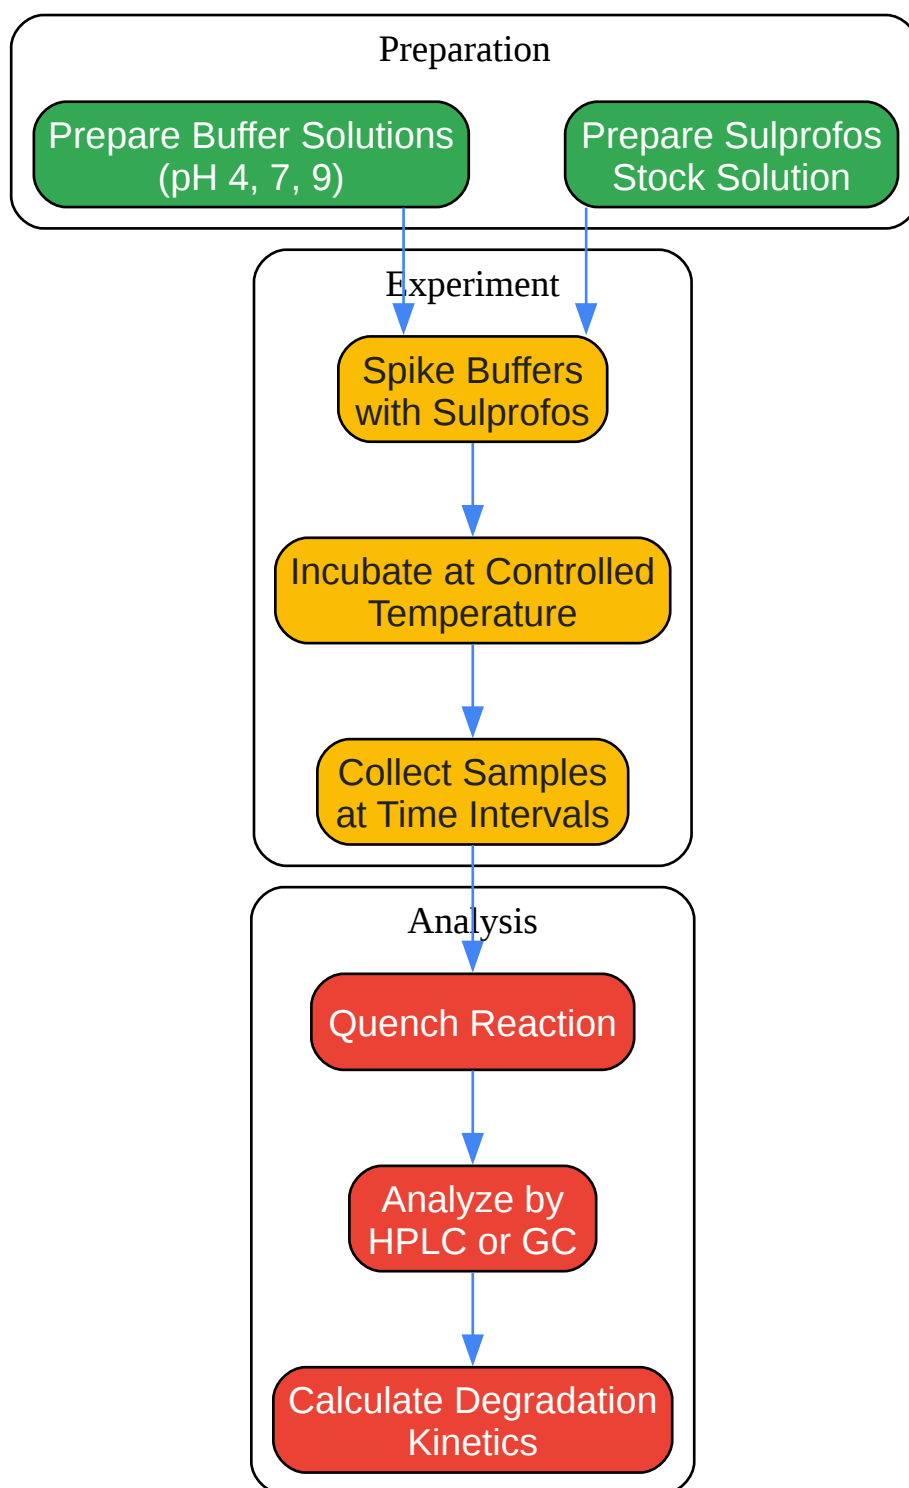 Preparation
Prepare Buffer Solutions
(pH 4, 7, 9)
Prepare Sulprofos
Stock Solution
Experiment
Spike Buffers
with Sulprofos
Incubate at Controlled
Temperature
Collect Samples
at Time Intervals
Analysis
Quench Reaction
Analyze by
HPLC or GC
Calculate Degradation
Kinetics